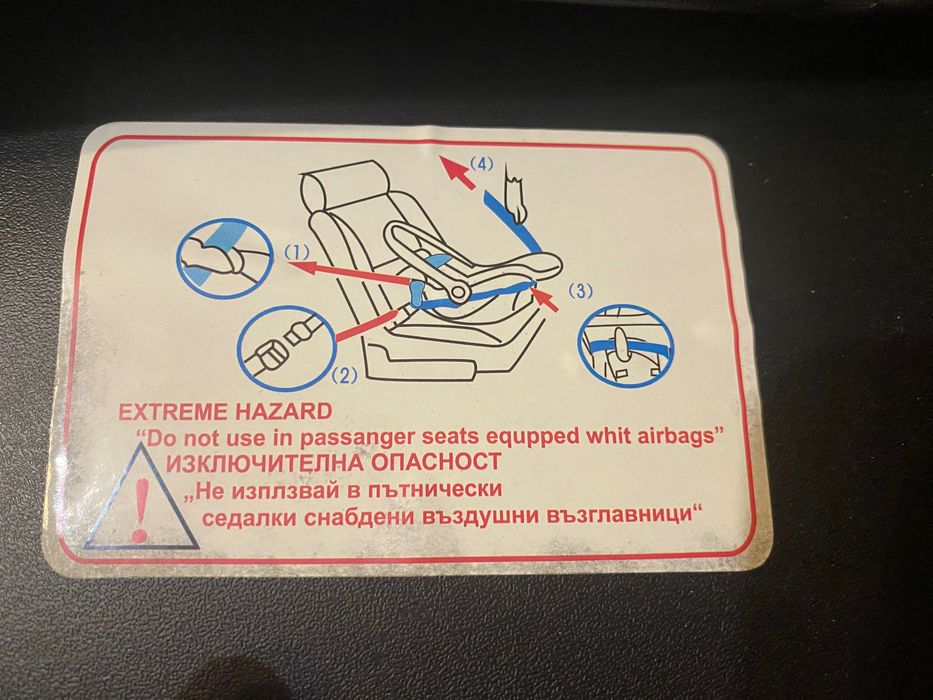 (4)
(1)
(3)
(2)
EXTREME HAZARD
“Do not use in passanger seats equpped whit airbags”
ИЗКЛЮЧИТЕЛНА ОПАСНОСТ
„Не изплзвай в пътнически
седалки снабдени въздушни възглавници“
!